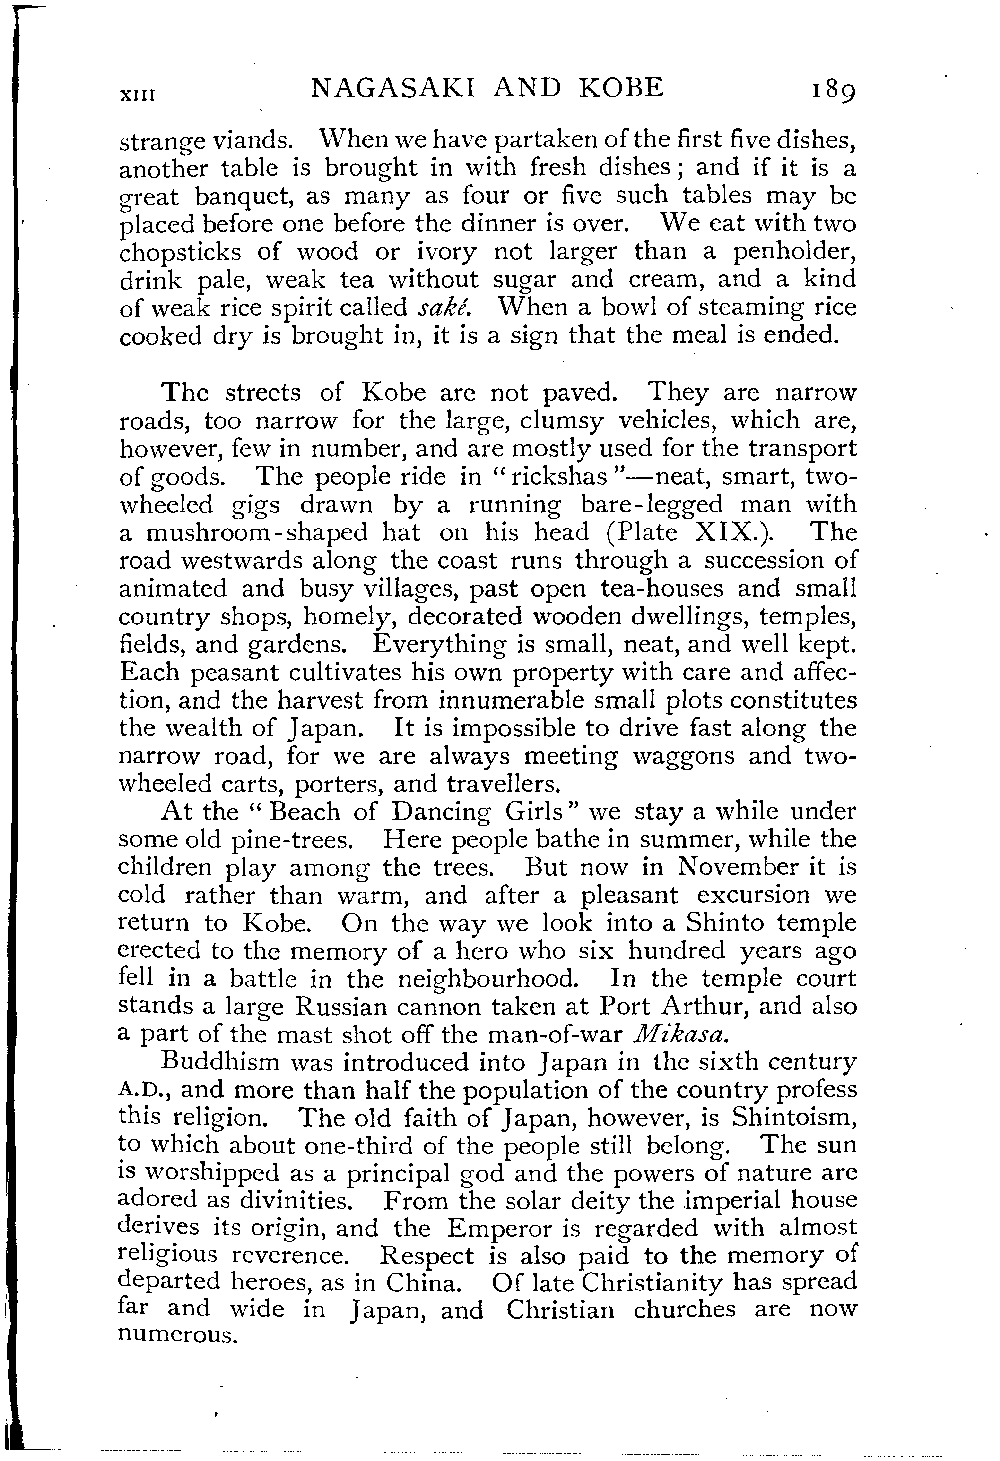 XIII NAGASAKI AND KOBE 189
strange viands. When we have partaken of the first five dishes,
another table is brought in with fresh dishes; and if it is a
great banquet, as many as four or five such tables may be
placed before one before the dinner is over. We eat with two
chopsticks of wood or ivory not larger than a penholder,
drink pale, weak tea without sugar and cream, and a kind
of weak rice spirit called saké. When a bowl of steaming rice
cooked dry is brought in, it is a sign that the meal is ended.
The streets of Kobe are not paved. They are narrow
roads, too narrow for the large, clumsy vehicles, which are,
however, few in number, and are mostly used for the transport
of goods. The people ride in "rickshas"—neat, smart, two-
wheeled gigs drawn by a running bare-legged man with
a mushroom-shaped hat on his head (Plate XIX.). The
road westwards along the coast runs through a succession of
animated and busy villages, past open tea-houses and small
country shops, homely, decorated wooden dwellings, temples,
fields, and gardens. Everything is small, neat, and well kept.
Each peasant cultivates his own property with care and affec-
tion, and the harvest from innumerable small plots constitutes
the wealth of Japan. It is impossible to drive fast along the
narrow road, for we are always meeting waggons and two-
wheeled carts, porters, and travellers.
At the "Beach of Dancing Girls" we stay a while under
some old pine-trees. Here people bathe in summer, while the
children play among the trees. But now in November it is
cold rather than warm, and after a pleasant excursion we
return to Kobe. On the way we look into a Shinto temple
erected to the memory of a hero who six hundred years ago
fell in a battle in the neighbourhood. In the temple court
stands a large Russian cannon taken at Port Arthur, and also
a part of the mast shot off the man-of-war Mikasa.
Buddhism was introduced into Japan in the sixth century
A.D., and more than half the population of the country profess
this religion. The old faith of Japan, however, is Shintoism,
to which about one-third of the people still belong. The sun
is worshipped as a principal god and the powers of nature are
adored as divinities. From the solar deity the imperial house
derives its origin, and the Emperor is regarded with almost
religious reverence. Respect is also paid to the memory of
departed heroes, as in China. Of late Christianity has spread
far and wide in Japan, and Christian churches are now
numerous.